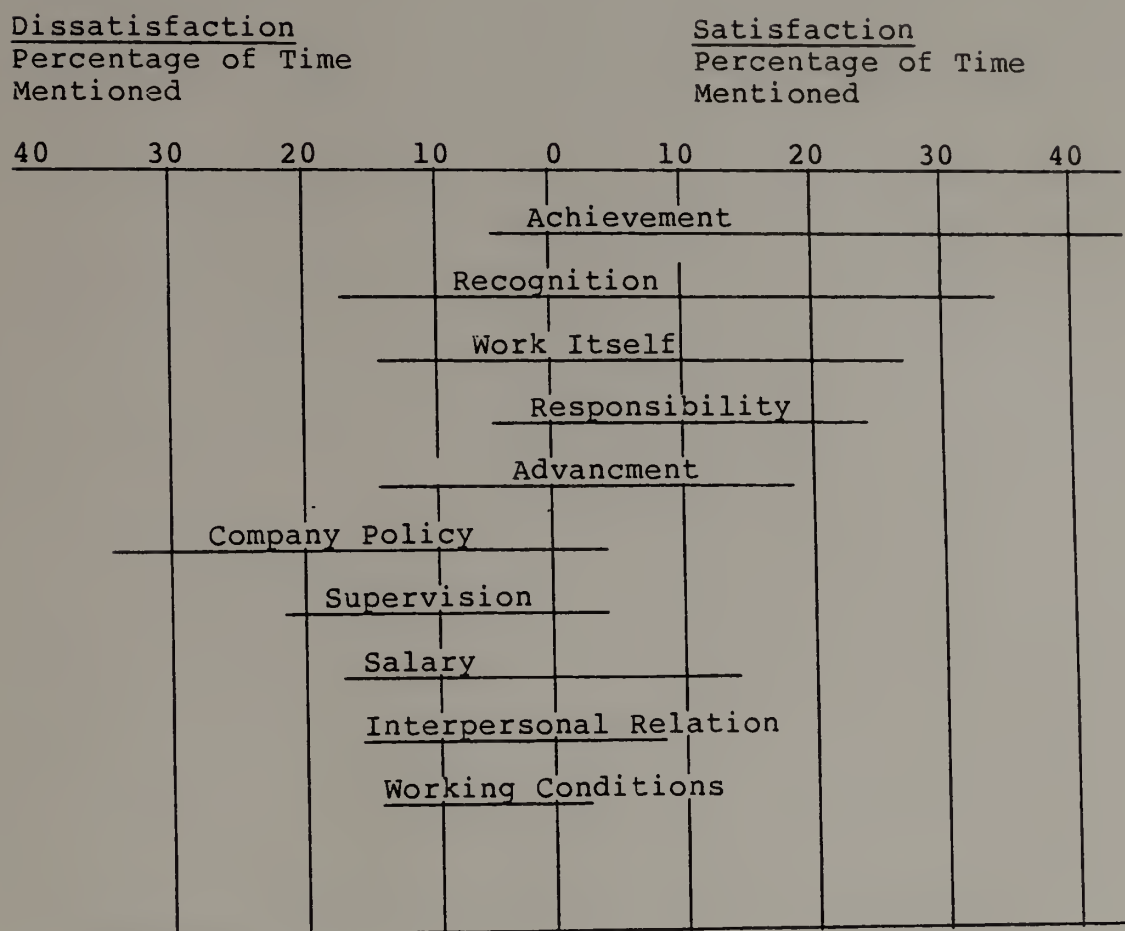 Dissatisfaction
Percentage of Time
Mentioned
Satisfaction
Percentage of Time
Mentioned
40 30 20 10 0 10 20 30 40
Achievement
Recognition
Work Itself
Responsibility
Advancment
Company Policy
Supervision
Salary
Interpersonal Relation
Working Conditions